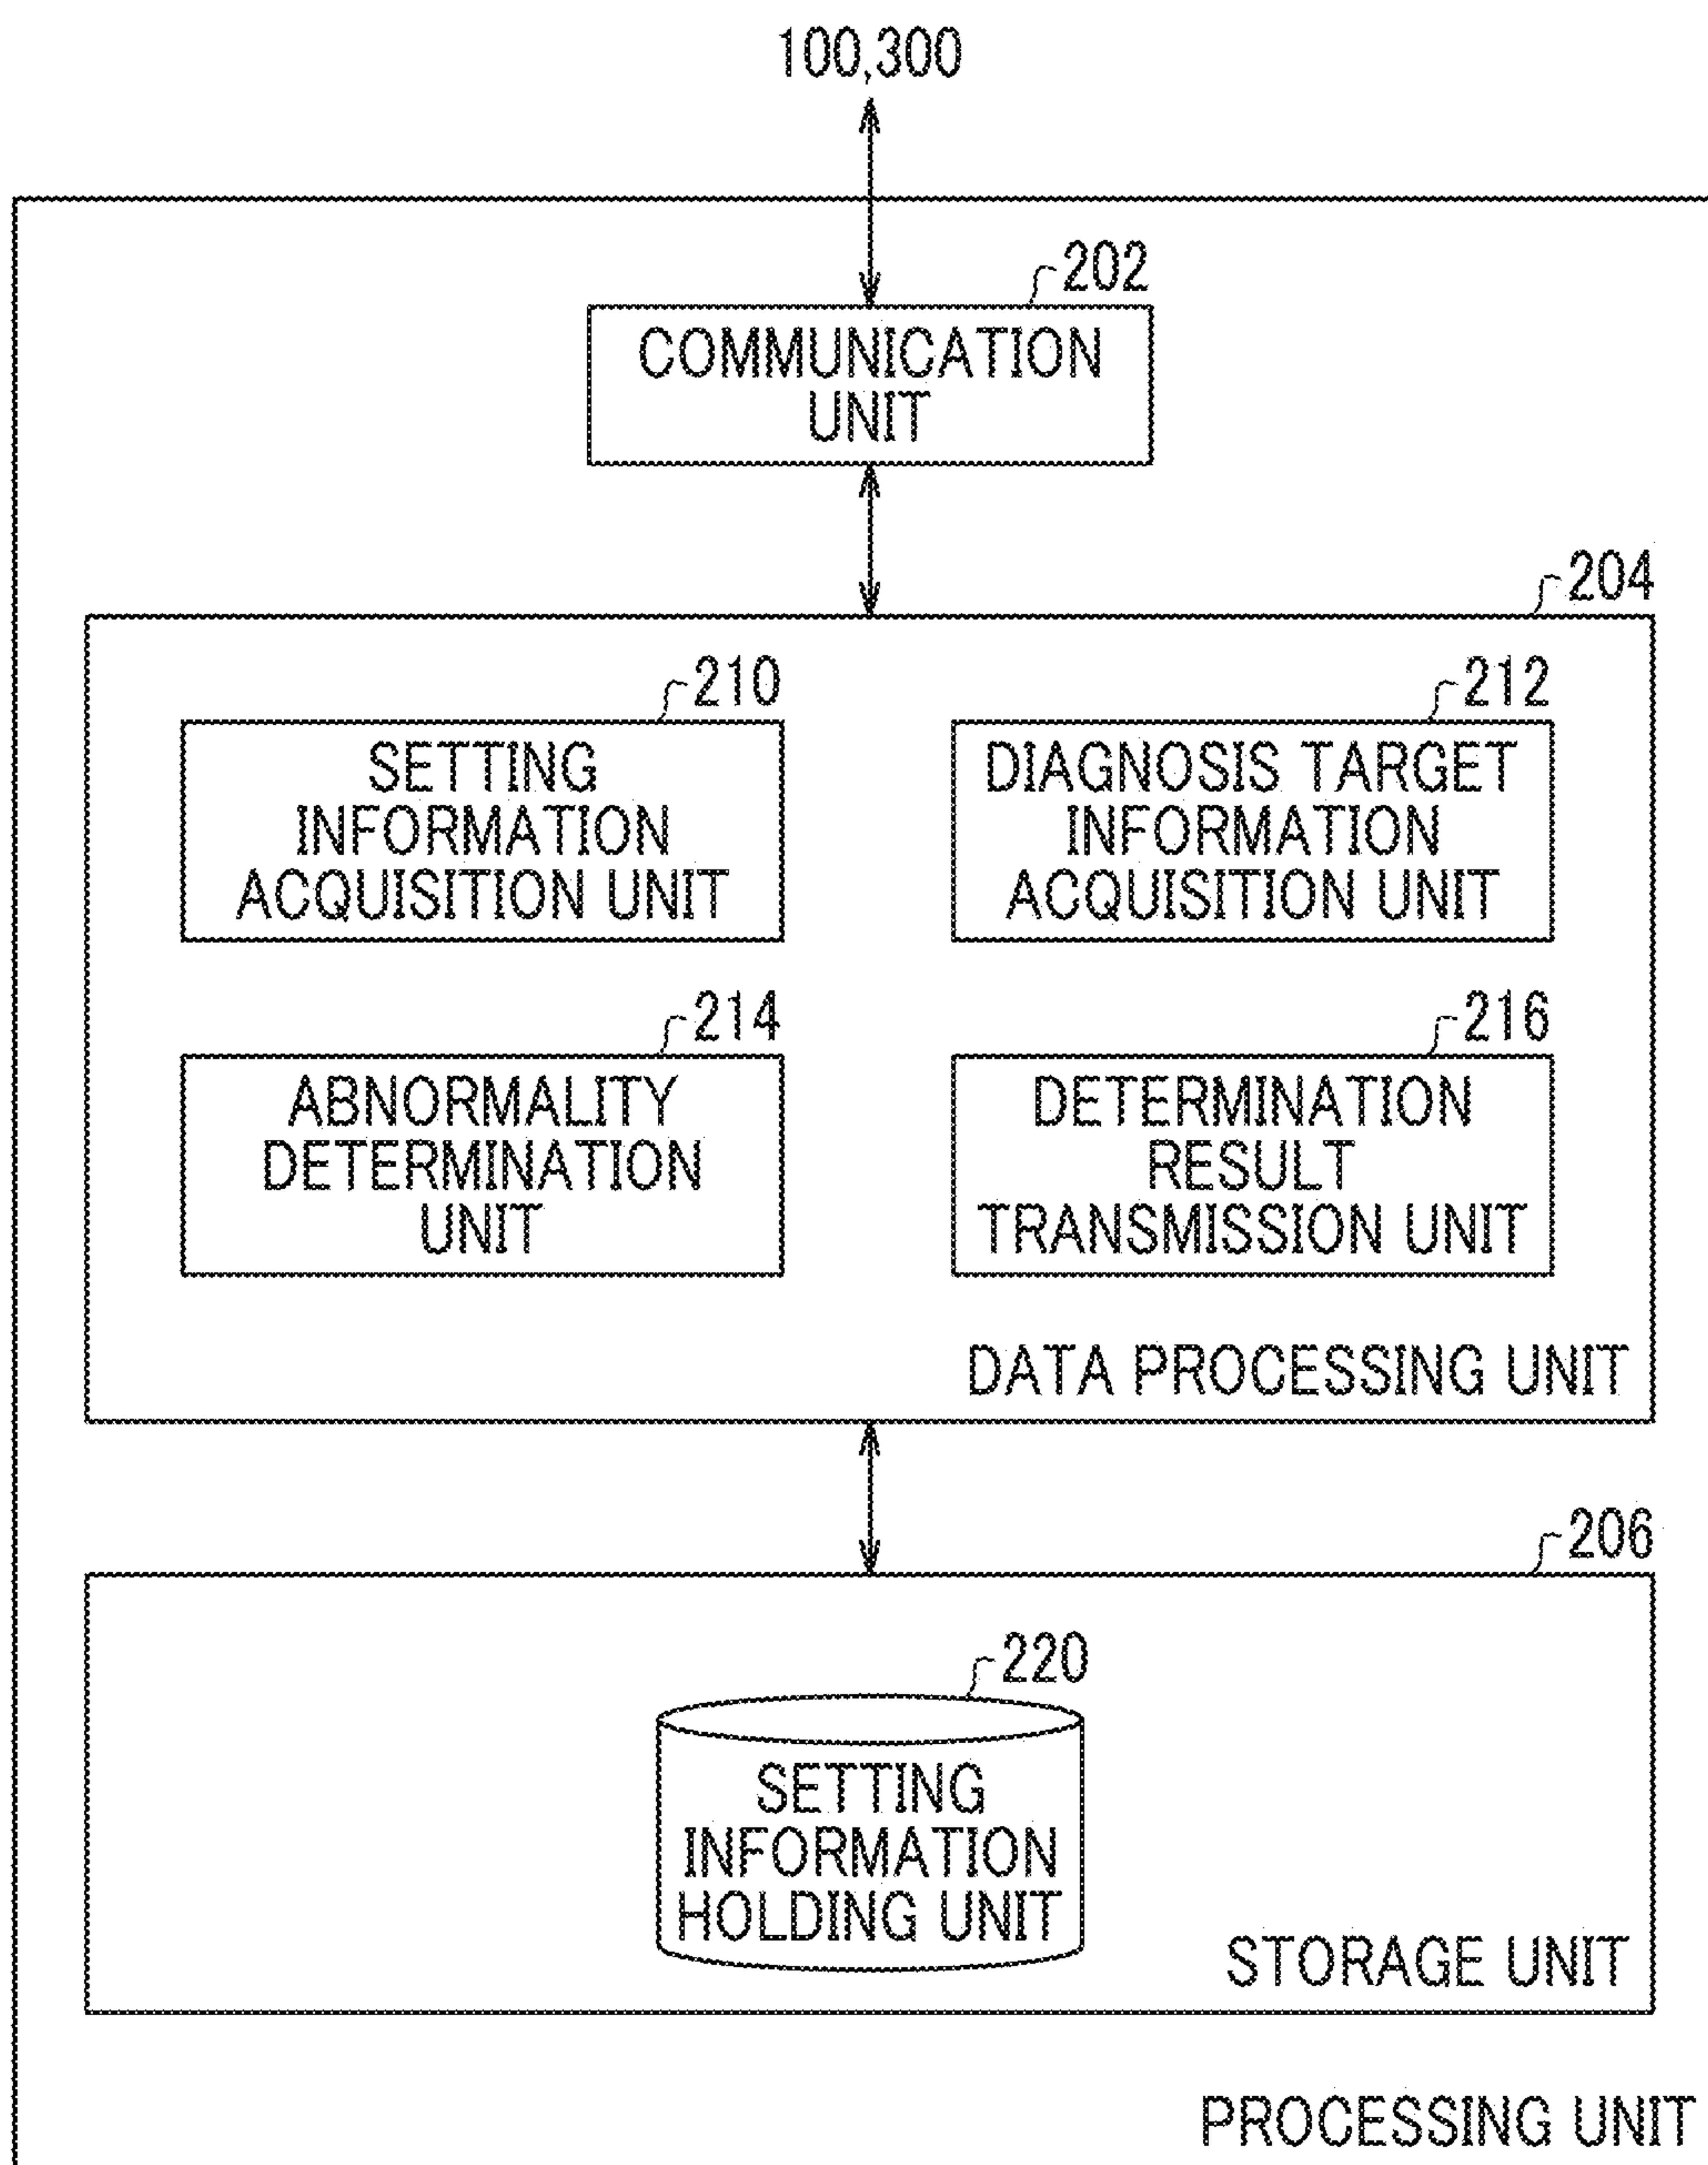 100,300
202
COMMUNICATION
UNIT
204
210
SETTING
INFORMATION
ACQUISITION UNIT
212
DIAGNOSIS TARGET
INFORMATION
ACQUISITION UNIT
214
ABNORMALITY
DETERMINATION
UNIT
216
DETERMINATION
RESULT
TRANSMISSION UNIT
DATA PROCESSING UNIT
206
220
SETTING
INFORMATION
HOLDING UNIT
STORAGE UNIT
PROCESSING UNIT